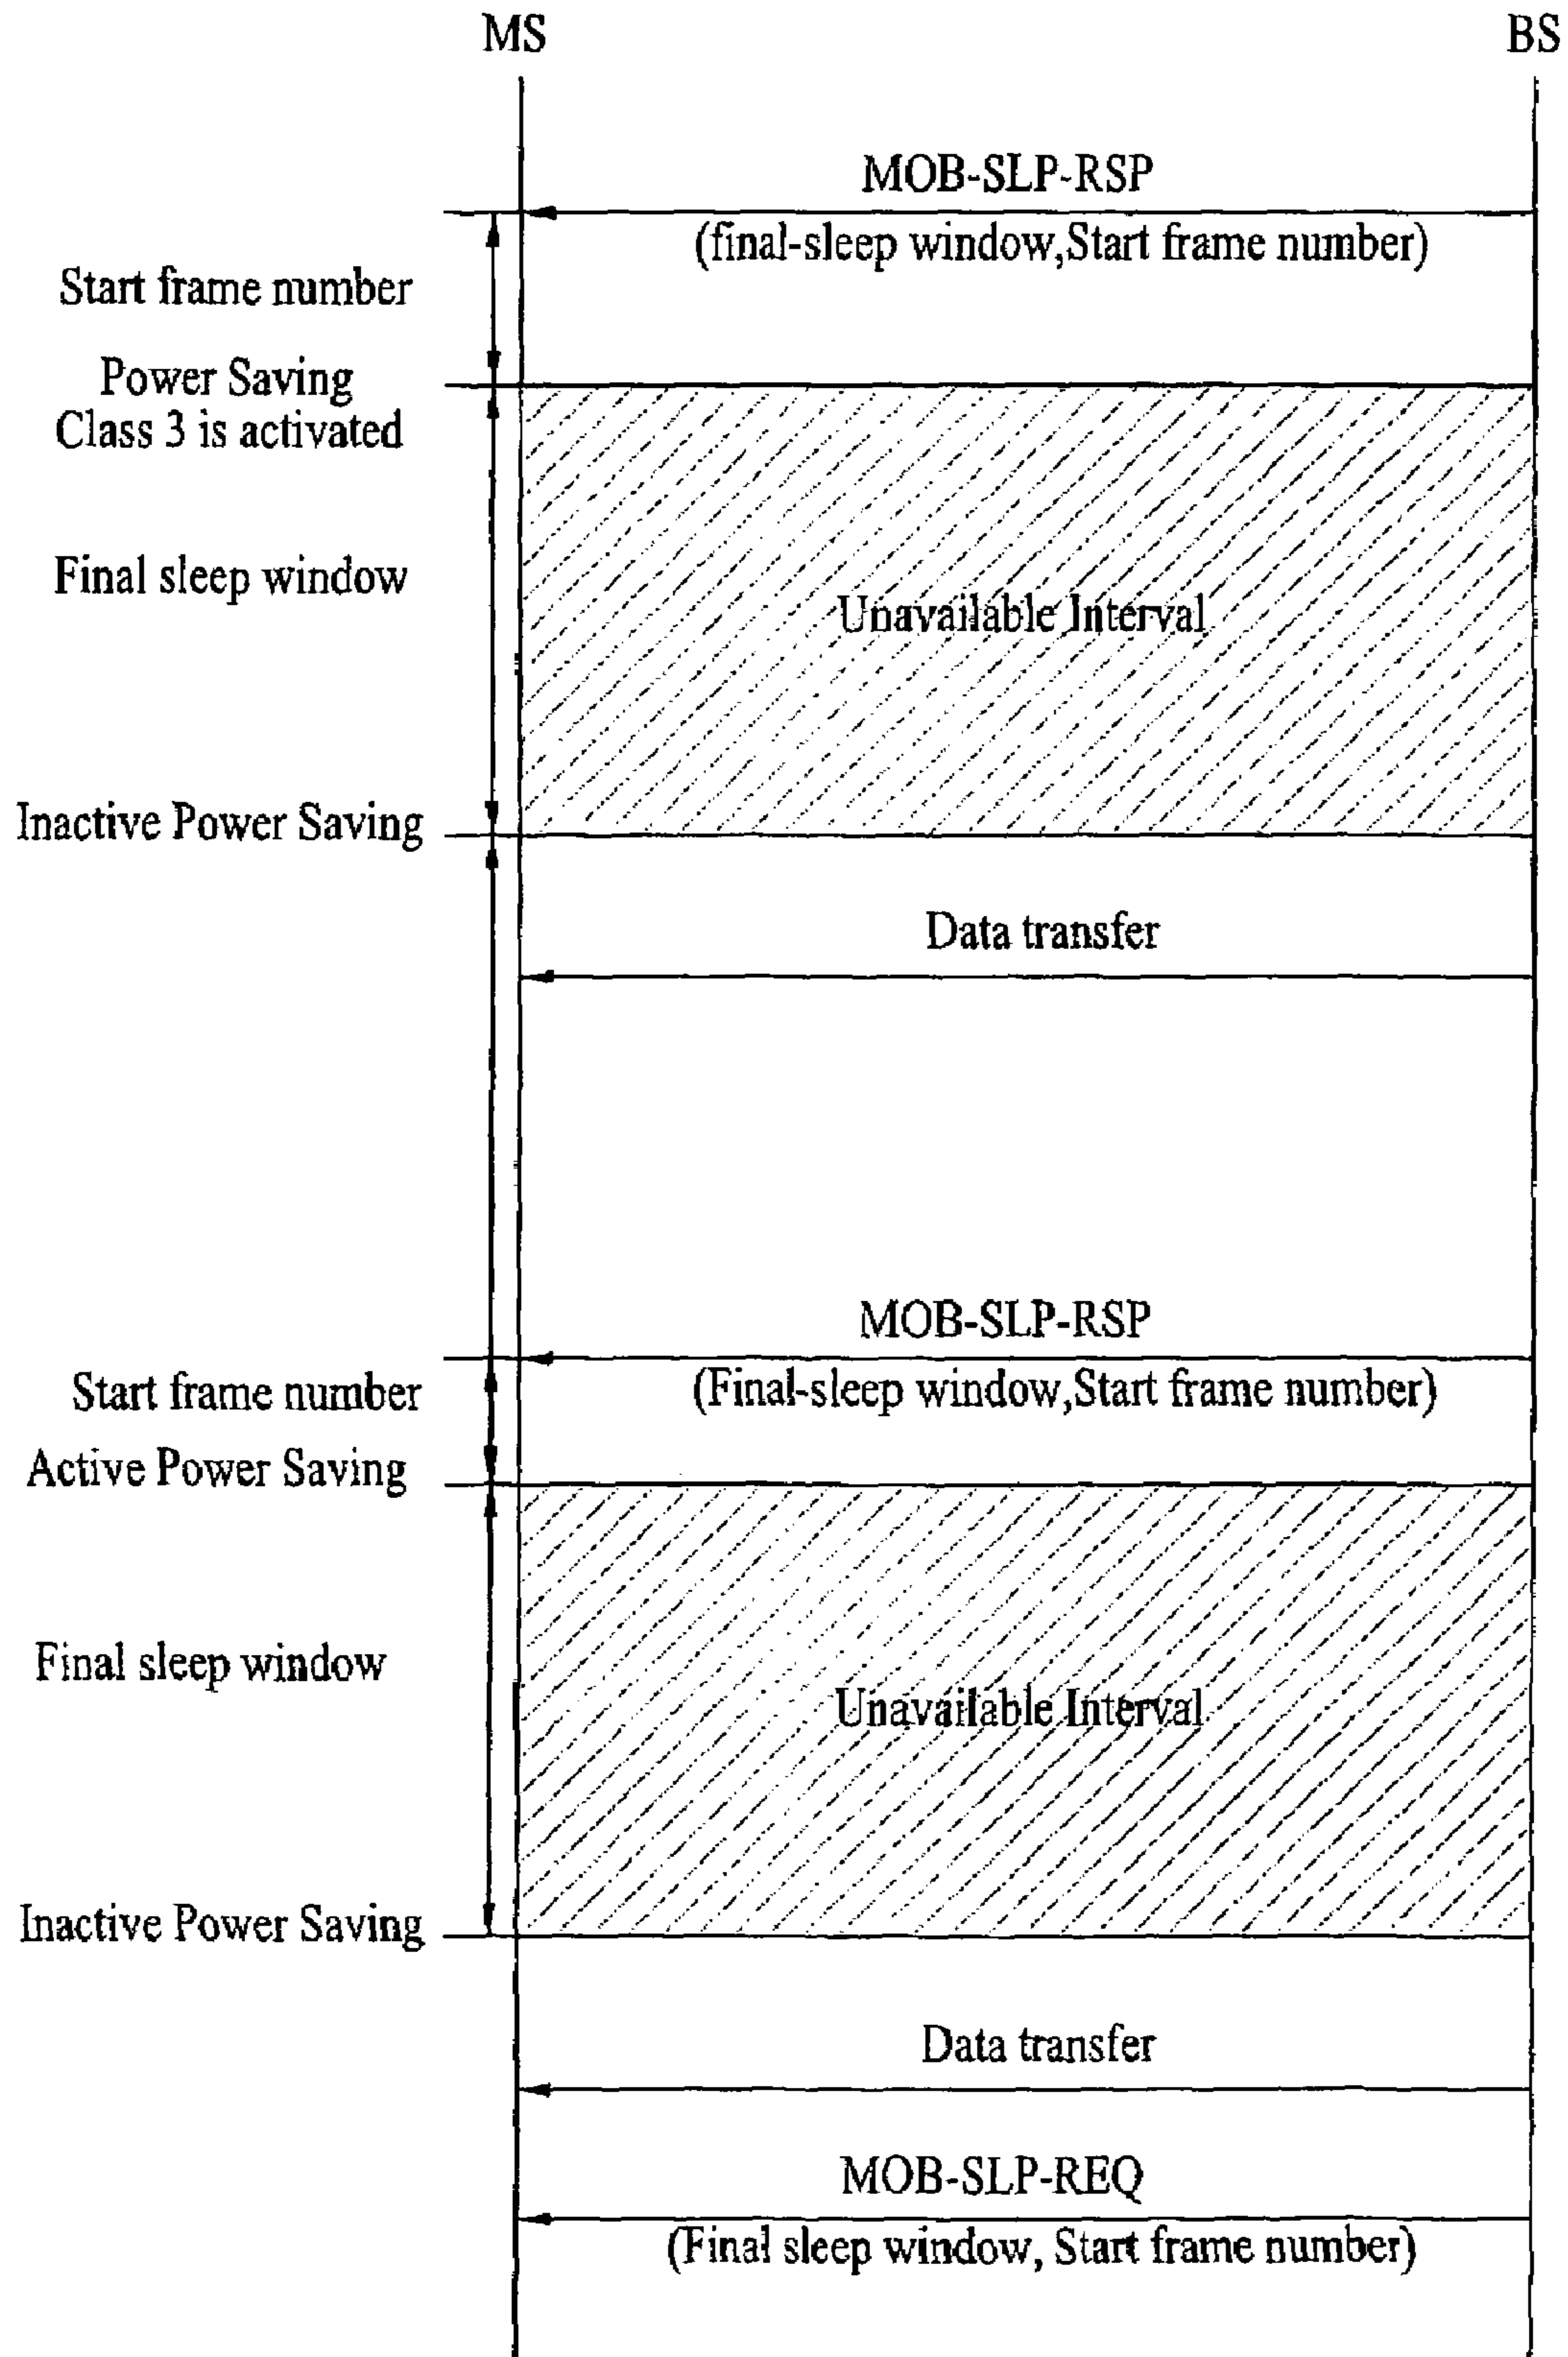 MS
BS
MOB-SLP-RSP
(final-sleep window,Start frame number)
Start frame number
Power Saving
Class 3 is activated
Final sleep window
Unavailable Interval
Inactive Power Saving
Data transfer
MOB-SLP-RSP
(Final-sleep window,Start frame number)
Start frame number
Active Power Saving
Final sleep window
Unavailable Interval
Inactive Power Saving
Data transfer
MOB-SLP-REQ
(Final sleep window, Start frame number)